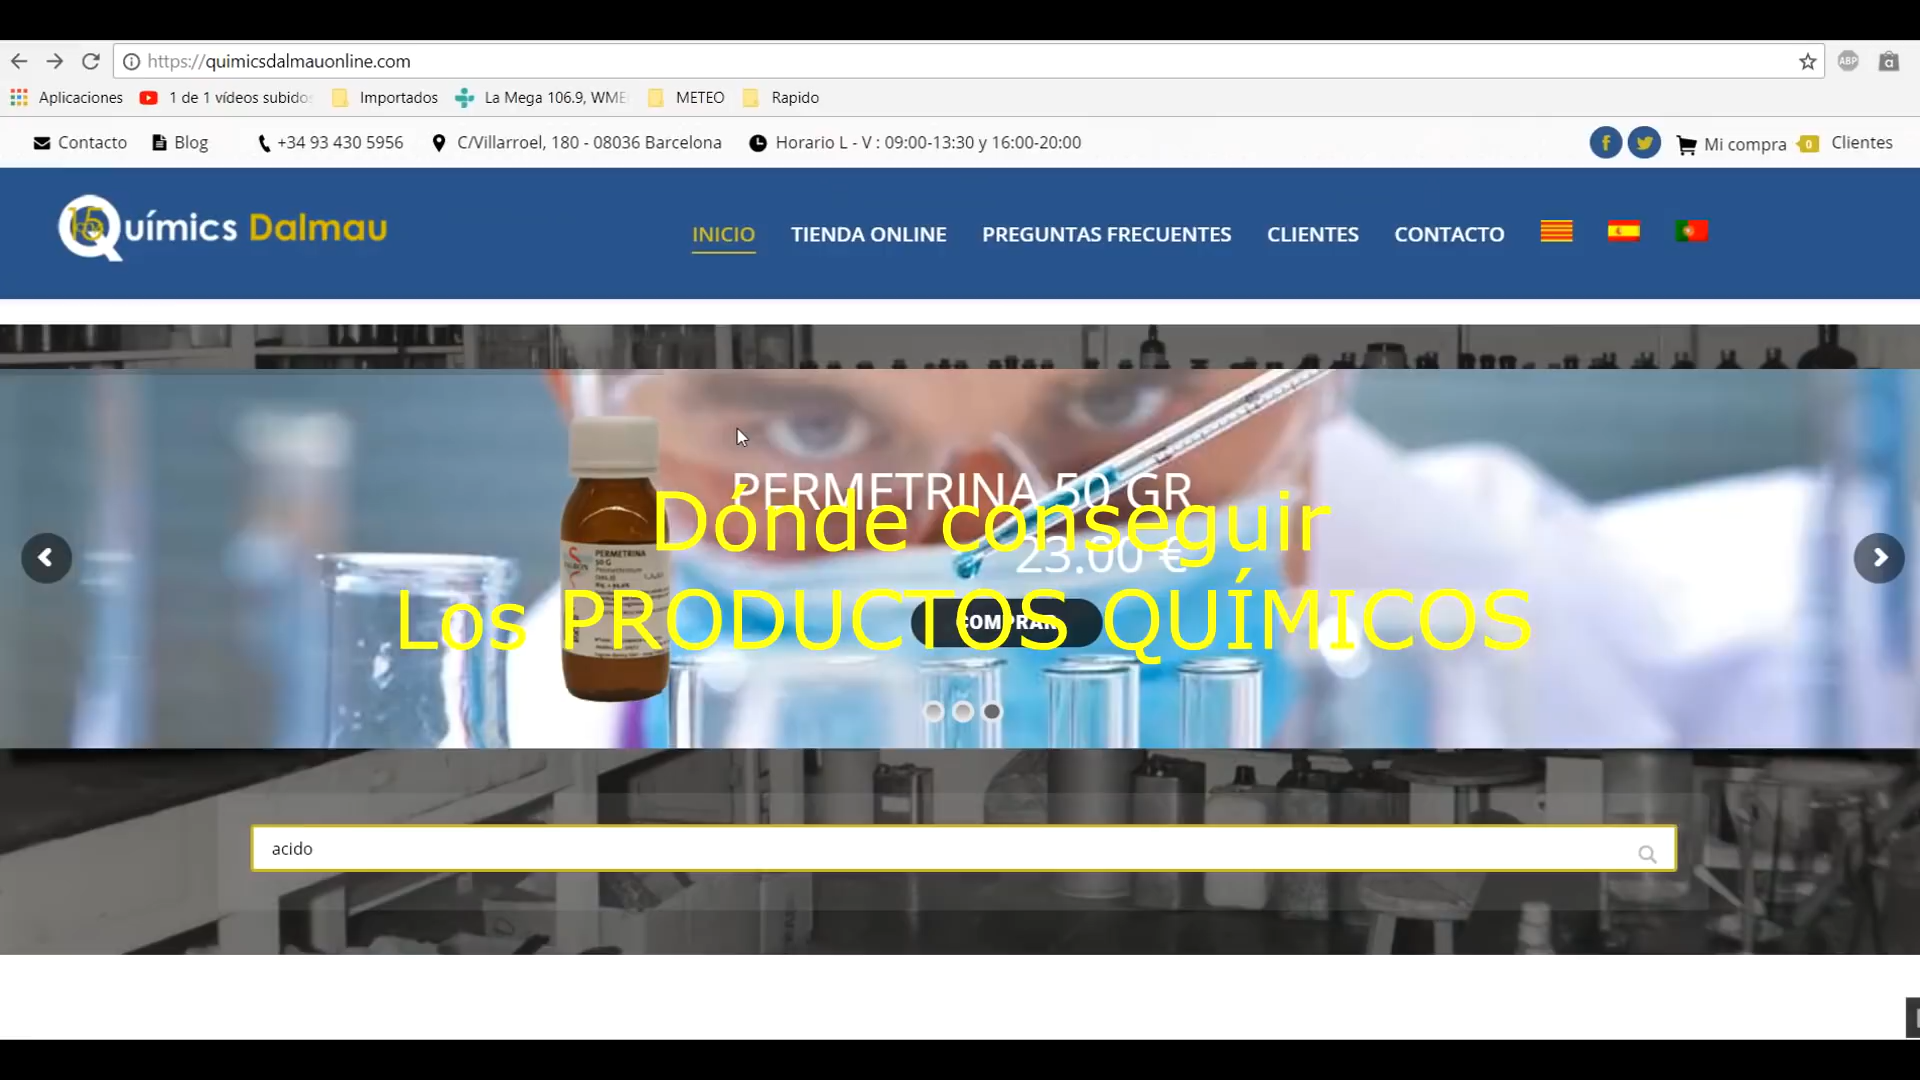 https://quimicsdalmauonline.com
ABP
Aplicaciones
1 de 1 vídeos subidos
Importados
La Mega 106.9, WME
METEO
Rapido
Contacto
Blog
+34 93 430 5956
C/Villarroel, 180 - 08036 Barcelona
Horario L - V : 09:00-13:30 y 16:00-20:00
Mi compra
0
Clientes
Químics Dalmau
INICIO
TIENDA ONLINE
PREGUNTAS FRECUENTES
CLIENTES
CONTACTO
PERMETRINA 50 GR
Dónde conseguir
23.00 €
PERMETRINA
50 G
Los PRODUCTOS QUÍMICOS
COMPRAR
acido